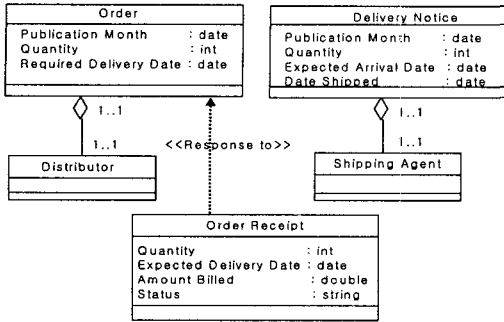 Order
Publication Month : date
Quantity : int
Required Delivery Date : date
Delivery Notice
Publication Month : date
Quantity : int
Expected Arrival Date : date
Date Shipped : date
1..1
1..1
1..1
1..1
<<Response to>>
Distributor
Shipping Agent
Order Receipt
Quantity : int
Expected Delivery Date : date
Amount Billed : double
Status : string